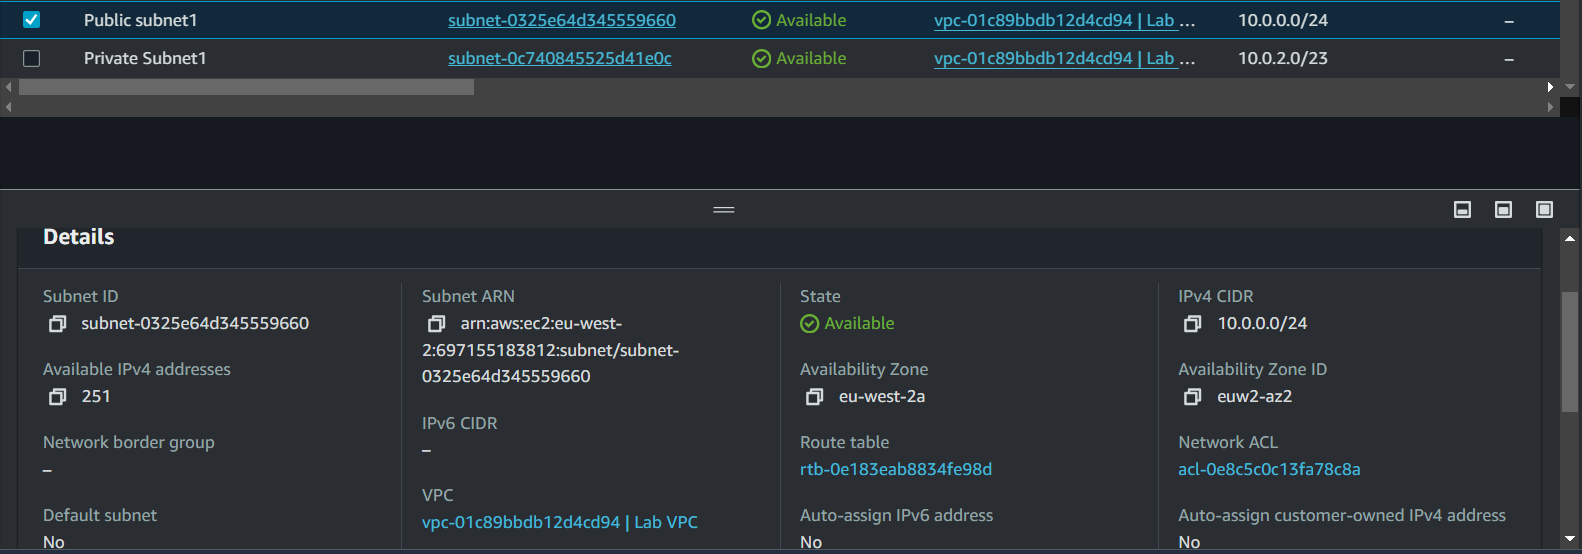 Public subnet1 subnet-0325e64d345559660 Available vpc-01c89bbdb12d4cd94 | Lab ... 10.0.0.0/24 –
Private Subnet1 subnet-0c740845525d41e0c Available vpc-01c89bbdb12d4cd94 | Lab ... 10.0.2.0/23 –
Details
Subnet ID
subnet-0325e64d345559660
Available IPv4 addresses
251
Network border group
–
Default subnet
No
Subnet ARN
arn:aws:ec2:eu-west-
2:697155183812:subnet/subnet-
0325e64d345559660
IPv6 CIDR
–
VPC
vpc-01c89bbdb12d4cd94 | Lab VPC
State
Available
Availability Zone
eu-west-2a
Route table
rtb-0e183eab8834fe98d
Auto-assign IPv6 address
No
IPv4 CIDR
10.0.0.0/24
Availability Zone ID
euw2-az2
Network ACL
acl-0e8c5c0c13fa78c8a
Auto-assign customer-owned IPv4 address
No